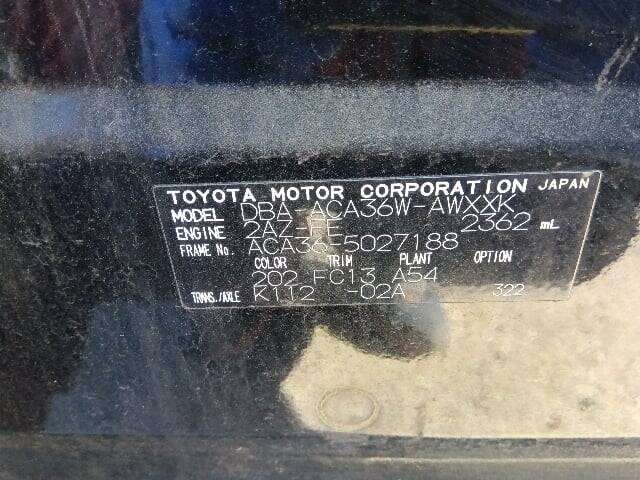 TOYOTA MOTOR CORPORATION JAPAN
MODEL DBA-ACA36W-AWXXK
ENGINE 2AZ-FE 2362 mL
FRAME No. ACA36-5027188
COLOR TRIM PLANT OPTION
202 FC13 A54
TRANS./AXLE K112 -02A 322